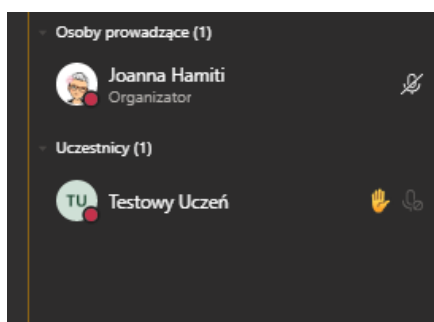 Osoby prowadzące (1)
Joanna Hamiti
Organizator
Uczestnicy (1)
TU
Testowy Uczeń